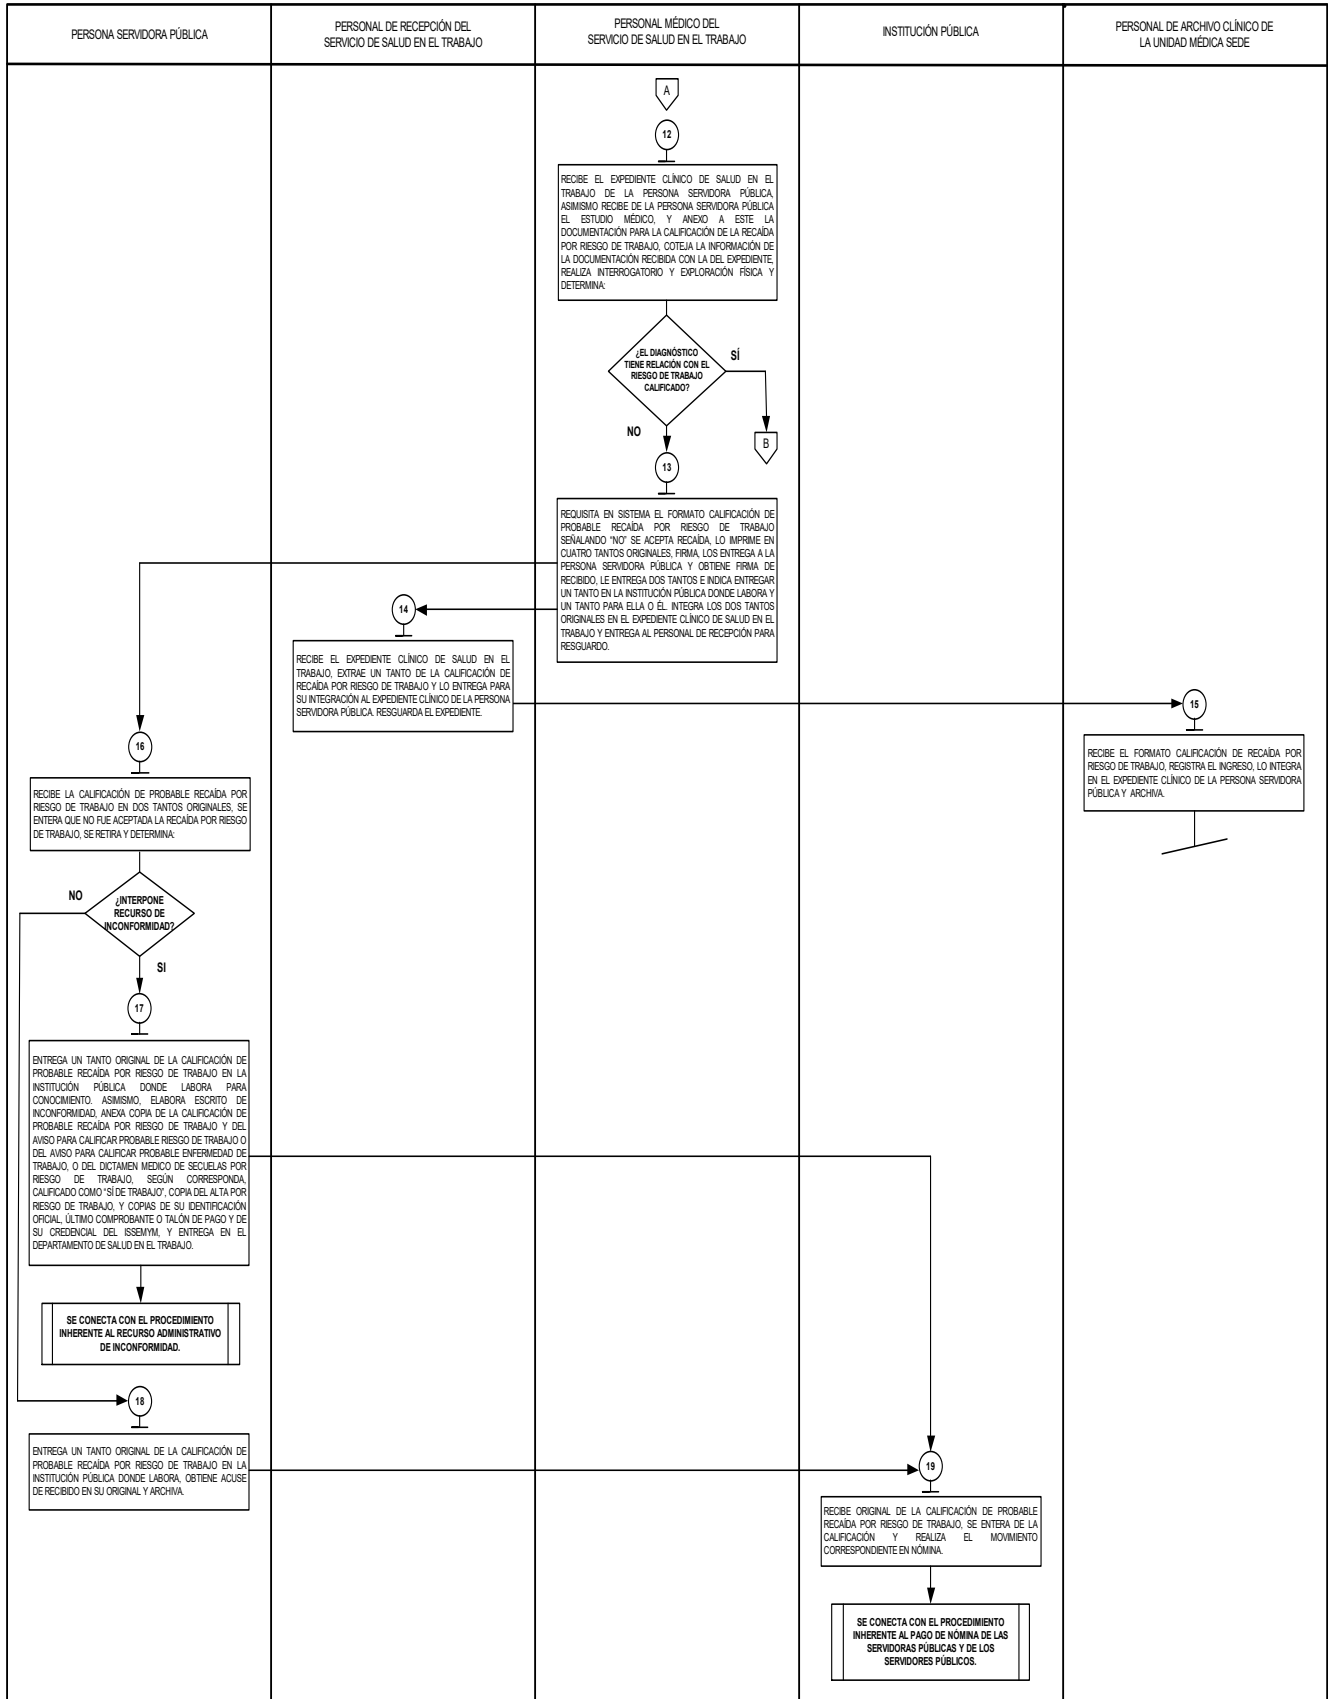 PERSONA SERVIDORA PÚBLICA
PERSONAL DE RECEPCIÓN DEL
SERVICIO DE SALUD EN EL TRABAJO
PERSONAL MÉDICO DEL
SERVICIO DE SALUD EN EL TRABAJO
INSTITUCIÓN PÚBLICA
PERSONAL DE ARCHIVO CLÍNICO DE
LA UNIDAD MÉDICA SEDE
A
12
RECIBE EL EXPEDIENTE CLÍNICO DE SALUD EN EL
TRABAJO DE LA PERSONA SERVIDORA PÚBLICA,
ASIMISMO RECIBE DE LA PERSONA SERVIDORA PÚBLICA
EL ESTUDIO MÉDICO, Y ANEXO A ESTE LA
DOCUMENTACIÓN PARA LA CALIFICACIÓN DE LA RECAÍDA
POR RIESGO DE TRABAJO, COTEJA LA INFORMACIÓN DE
LA DOCUMENTACIÓN RECIBIDA CON LA DEL EXPEDIENTE,
REALIZA INTERROGATORIO Y EXPLORACIÓN FÍSICA Y
DETERMINA:
¿EL DIAGNÓSTICO
TIENE RELACIÓN CON EL
RIESGO DE TRABAJO
CALIFICADO?
SÍ
NO
B
13
REQUISITA EN SISTEMA EL FORMATO CALIFICACIÓN DE
PROBABLE RECAÍDA POR RIESGO DE TRABAJO
SEÑALANDO "NO" SE ACEPTA RECAÍDA, LO IMPRIME EN
CUATRO TANTOS ORIGINALES, FIRMA, LOS ENTREGA A LA
PERSONA SERVIDORA PÚBLICA Y OBTIENE FIRMA DE
RECIBIDO, LE ENTREGA DOS TANTOS E INDICA ENTREGAR
UN TANTO EN LA INSTITUCIÓN PÚBLICA DONDE LABORA Y
UN TANTO PARA ELLA O ÉL. INTEGRA LOS DOS TANTOS
ORIGINALES EN EL EXPEDIENTE CLÍNICO DE SALUD EN EL
TRABAJO Y ENTREGA AL PERSONAL DE RECEPCIÓN PARA
RESGUARDO.
14
RECIBE EL EXPEDIENTE CLÍNICO DE SALUD EN EL
TRABAJO, EXTRAE UN TANTO DE LA CALIFICACIÓN DE
RECAÍDA POR RIESGO DE TRABAJO Y LO ENTREGA PARA
SU INTEGRACIÓN AL EXPEDIENTE CLÍNICO DE LA PERSONA
SERVIDORA PÚBLICA. RESGUARDA EL EXPEDIENTE.
15
RECIBE EL FORMATO CALIFICACIÓN DE RECAÍDA POR
RIESGO DE TRABAJO, REGISTRA EL INGRESO, LO INTEGRA
EN EL EXPEDIENTE CLÍNICO DE LA PERSONA SERVIDORA
PÚBLICA Y ARCHIVA.
16
RECIBE LA CALIFICACIÓN DE PROBABLE RECAÍDA POR
RIESGO DE TRABAJO EN DOS TANTOS ORIGINALES, SE
ENTERA QUE NO FUE ACEPTADA LA RECAÍDA POR RIESGO
DE TRABAJO, SE RETIRA Y DETERMINA:
NO
¿INTERPONE
RECURSO DE
INCONFORMIDAD?
SI
17
ENTREGA UN TANTO ORIGINAL DE LA CALIFICACIÓN DE
PROBABLE RECAÍDA POR RIESGO DE TRABAJO EN LA
INSTITUCIÓN PÚBLICA DONDE LABORA PARA
CONOCIMIENTO. ASIMISMO, ELABORA ESCRITO DE
INCONFORMIDAD, ANEXA COPIA DE LA CALIFICACIÓN DE
PROBABLE RECAÍDA POR RIESGO DE TRABAJO Y DEL
AVISO PARA CALIFICAR PROBABLE RIESGO DE TRABAJO O
DEL AVISO PARA CALIFICAR PROBABLE ENFERMEDAD DE
TRABAJO, O DEL DICTAMEN MEDICO DE SECUELAS POR
RIESGO DE TRABAJO, SEGÚN CORRESPONDA,
CALIFICADO COMO "SÍ DE TRABAJO", COPIA DEL ALTA POR
RIESGO DE TRABAJO, Y COPIAS DE SU IDENTIFICACIÓN
OFICIAL, ÚLTIMO COMPROBANTE O TALÓN DE PAGO Y DE
SU CREDENCIAL DEL ISSEMYM, Y ENTREGA EN EL
DEPARTAMENTO DE SALUD EN EL TRABAJO.
SE CONECTA CON EL PROCEDIMIENTO
INHERENTE AL RECURSO ADMINISTRATIVO
DE INCONFORMIDAD.
18
ENTREGA UN TANTO ORIGINAL DE LA CALIFICACIÓN DE
PROBABLE RECAÍDA POR RIESGO DE TRABAJO EN LA
INSTITUCIÓN PÚBLICA DONDE LABORA, OBTIENE ACUSE
DE RECIBIDO EN SU ORIGINAL Y ARCHIVA.
19
RECIBE ORIGINAL DE LA CALIFICACIÓN DE PROBABLE
RECAÍDA POR RIESGO DE TRABAJO, SE ENTERA DE LA
CALIFICACIÓN Y REALIZA EL MOVIMIENTO
CORRESPONDIENTE EN NÓMINA.
SE CONECTA CON EL PROCEDIMIENTO
INHERENTE AL PAGO DE NÓMINA DE LAS
SERVIDORAS PÚBLICAS Y DE LOS
SERVIDORES PÚBLICOS.